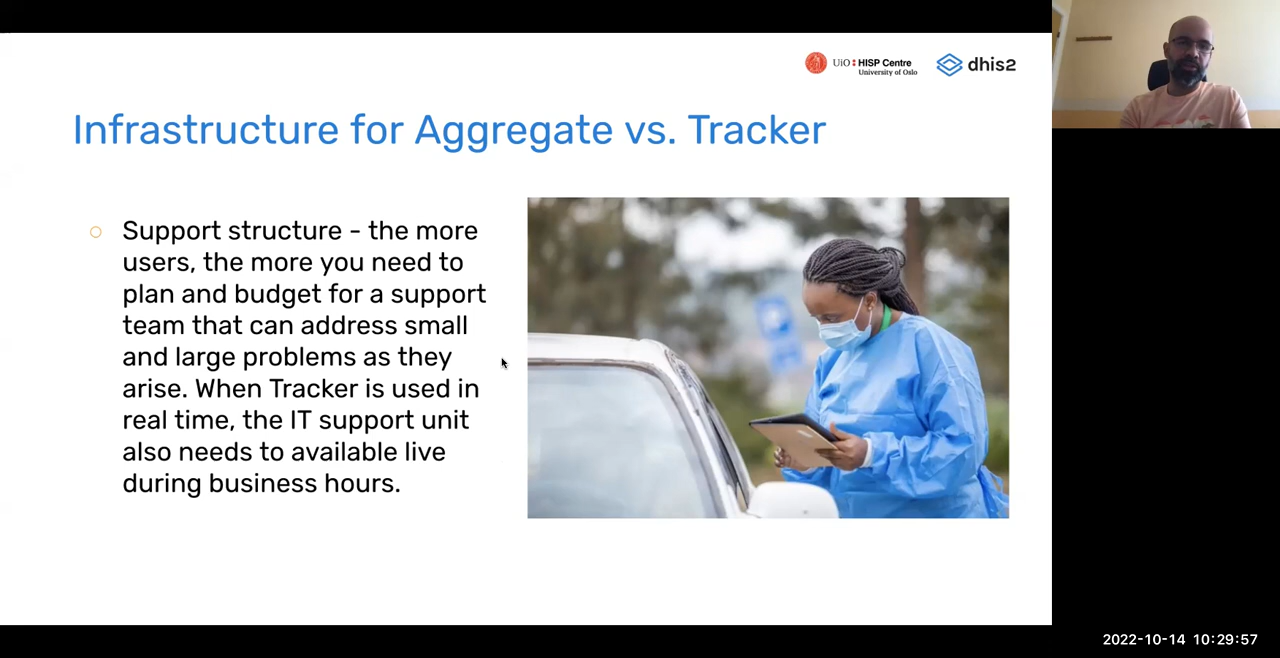 UiO HISP Centre
University of Oslo
dhis2
Infrastructure for Aggregate vs. Tracker
Support structure - the more
users, the more you need to
plan and budget for a support
team that can address small
and large problems as they
arise. When Tracker is used in
real time, the IT support unit
also needs to available live
during business hours.
2022-10-14 10:29:57